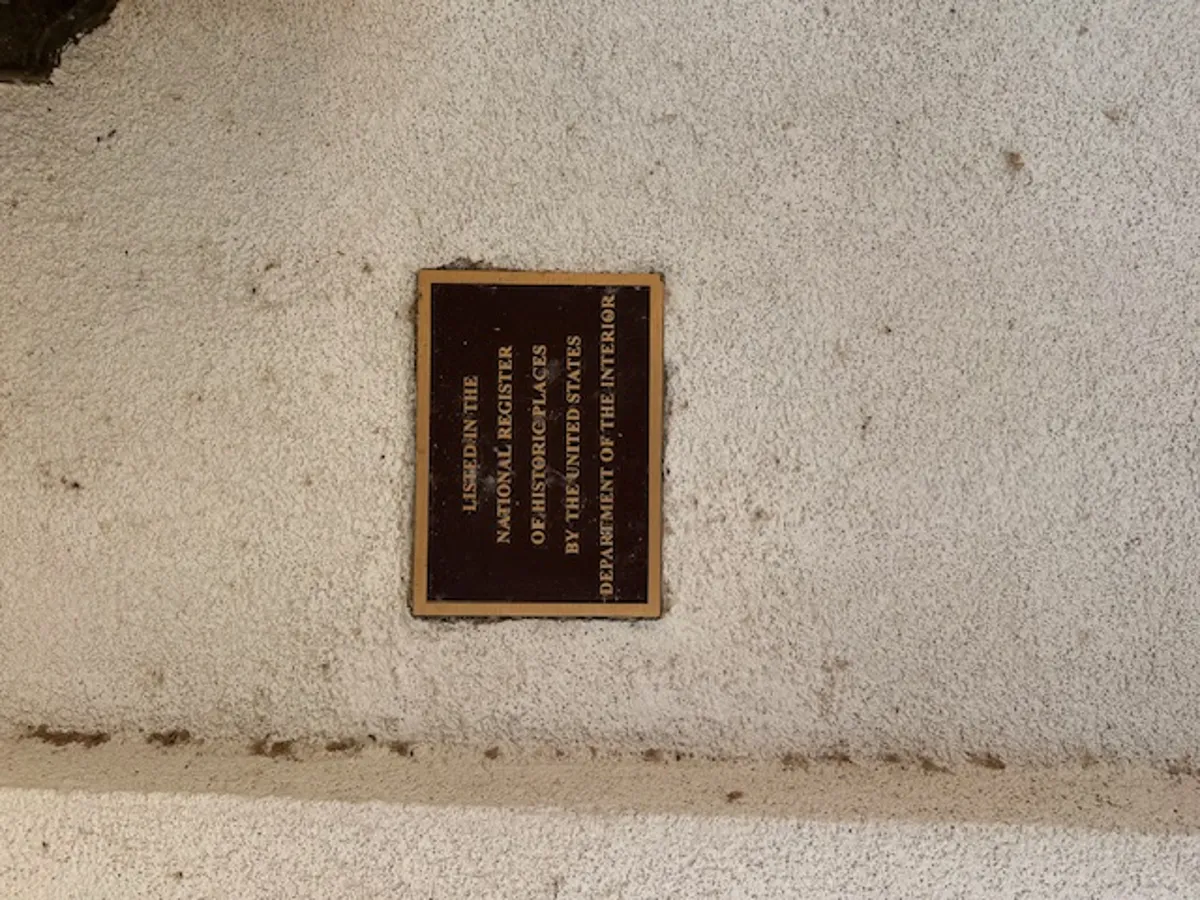 LISTED IN THE
NATIONAL REGISTER
OF HISTORIC PLACES
BY THE UNITED STATES
DEPARTMENT OF THE INTERIOR